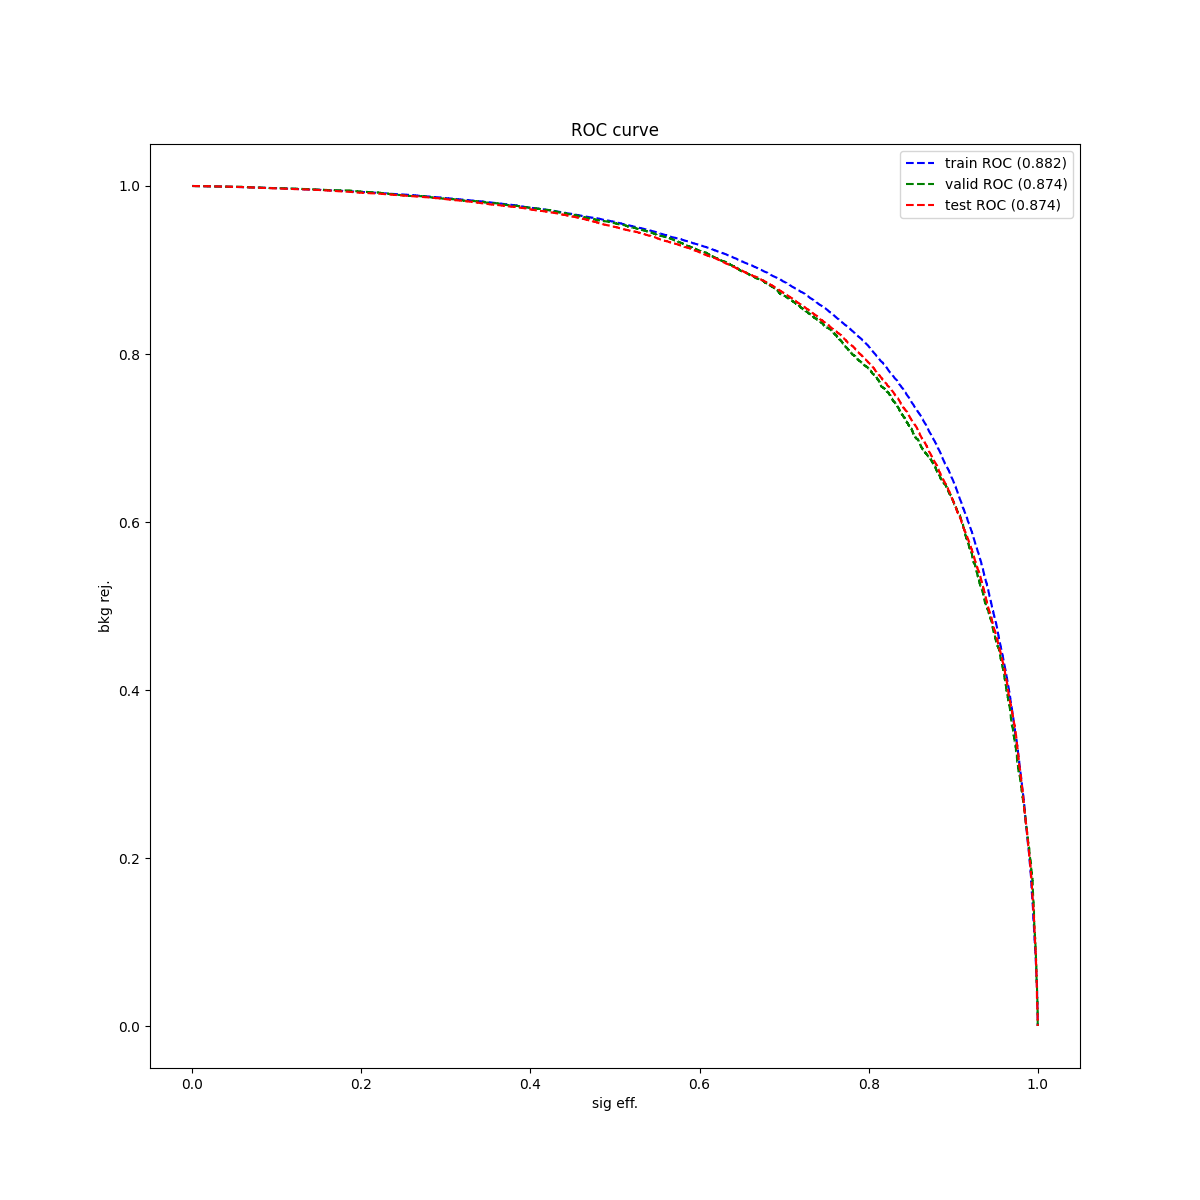 ROC curve
train ROC (0.882)
valid ROC (0.874)
test ROC (0.874)
1.0
0.8
0.6
0.4
0.2
0.0
bkg rej.
0.0 0.2 0.4 0.6 0.8 1.0
sig eff.